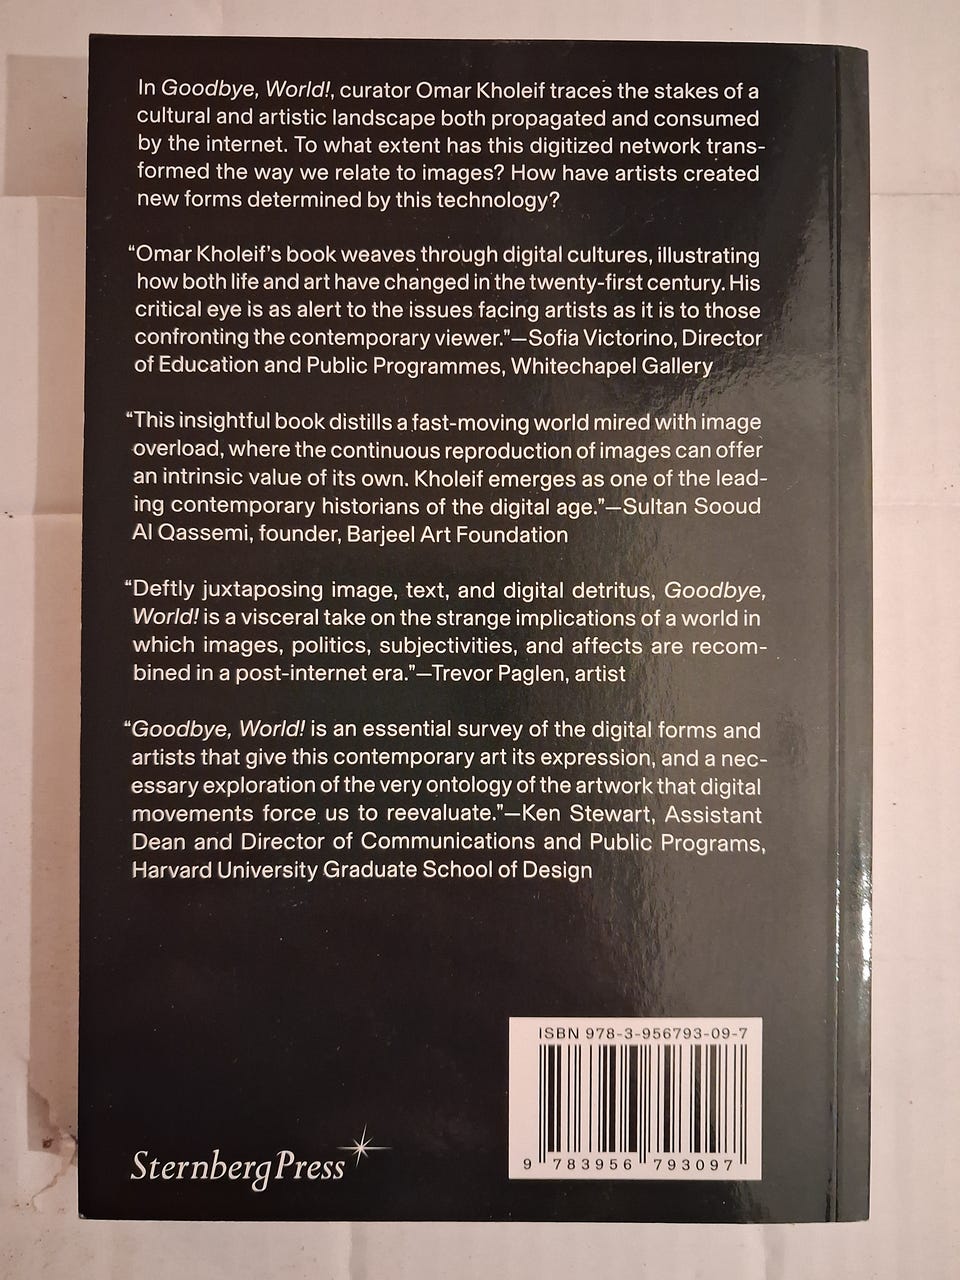 In Goodbye, World!, curator Omar Kholeif traces the stakes of a
cultural and artistic landscape both propagated and consumed
by the internet. To what extent has this digitized network trans-
formed the way we relate to images? How have artists created
new forms determined by this technology?
“Omar Kholeif’s book weaves through digital cultures, illustrating
how both life and art have changed in the twenty-first century. His
critical eye is as alert to the issues facing artists as it is to those
confronting the contemporary viewer.”—Sofia Victorino, Director
of Education and Public Programmes, Whitechapel Gallery
“This insightful book distills a fast-moving world mired with image
overload, where the continuous reproduction of images can offer
an intrinsic value of its own. Kholeif emerges as one of the lead-
ing contemporary historians of the digital age.”—Sultan Sooud
Al Qassemi, founder, Barjeel Art Foundation
“Deftly juxtaposing image, text, and digital detritus, Goodbye,
World! is a visceral take on the strange implications of a world in
which images, politics, subjectivities, and affects are recom-
bined in a post-internet era.”—Trevor Paglen, artist
“Goodbye, World! is an essential survey of the digital forms and
artists that give this contemporary art its expression, and a nec-
essary exploration of the very ontology of the artwork that digital
movements force us to reevaluate.”—Ken Stewart, Assistant
Dean and Director of Communications and Public Programs,
Harvard University Graduate School of Design
ISBN 978-3-956793-09-7
9 783956 793097
Sternberg Press